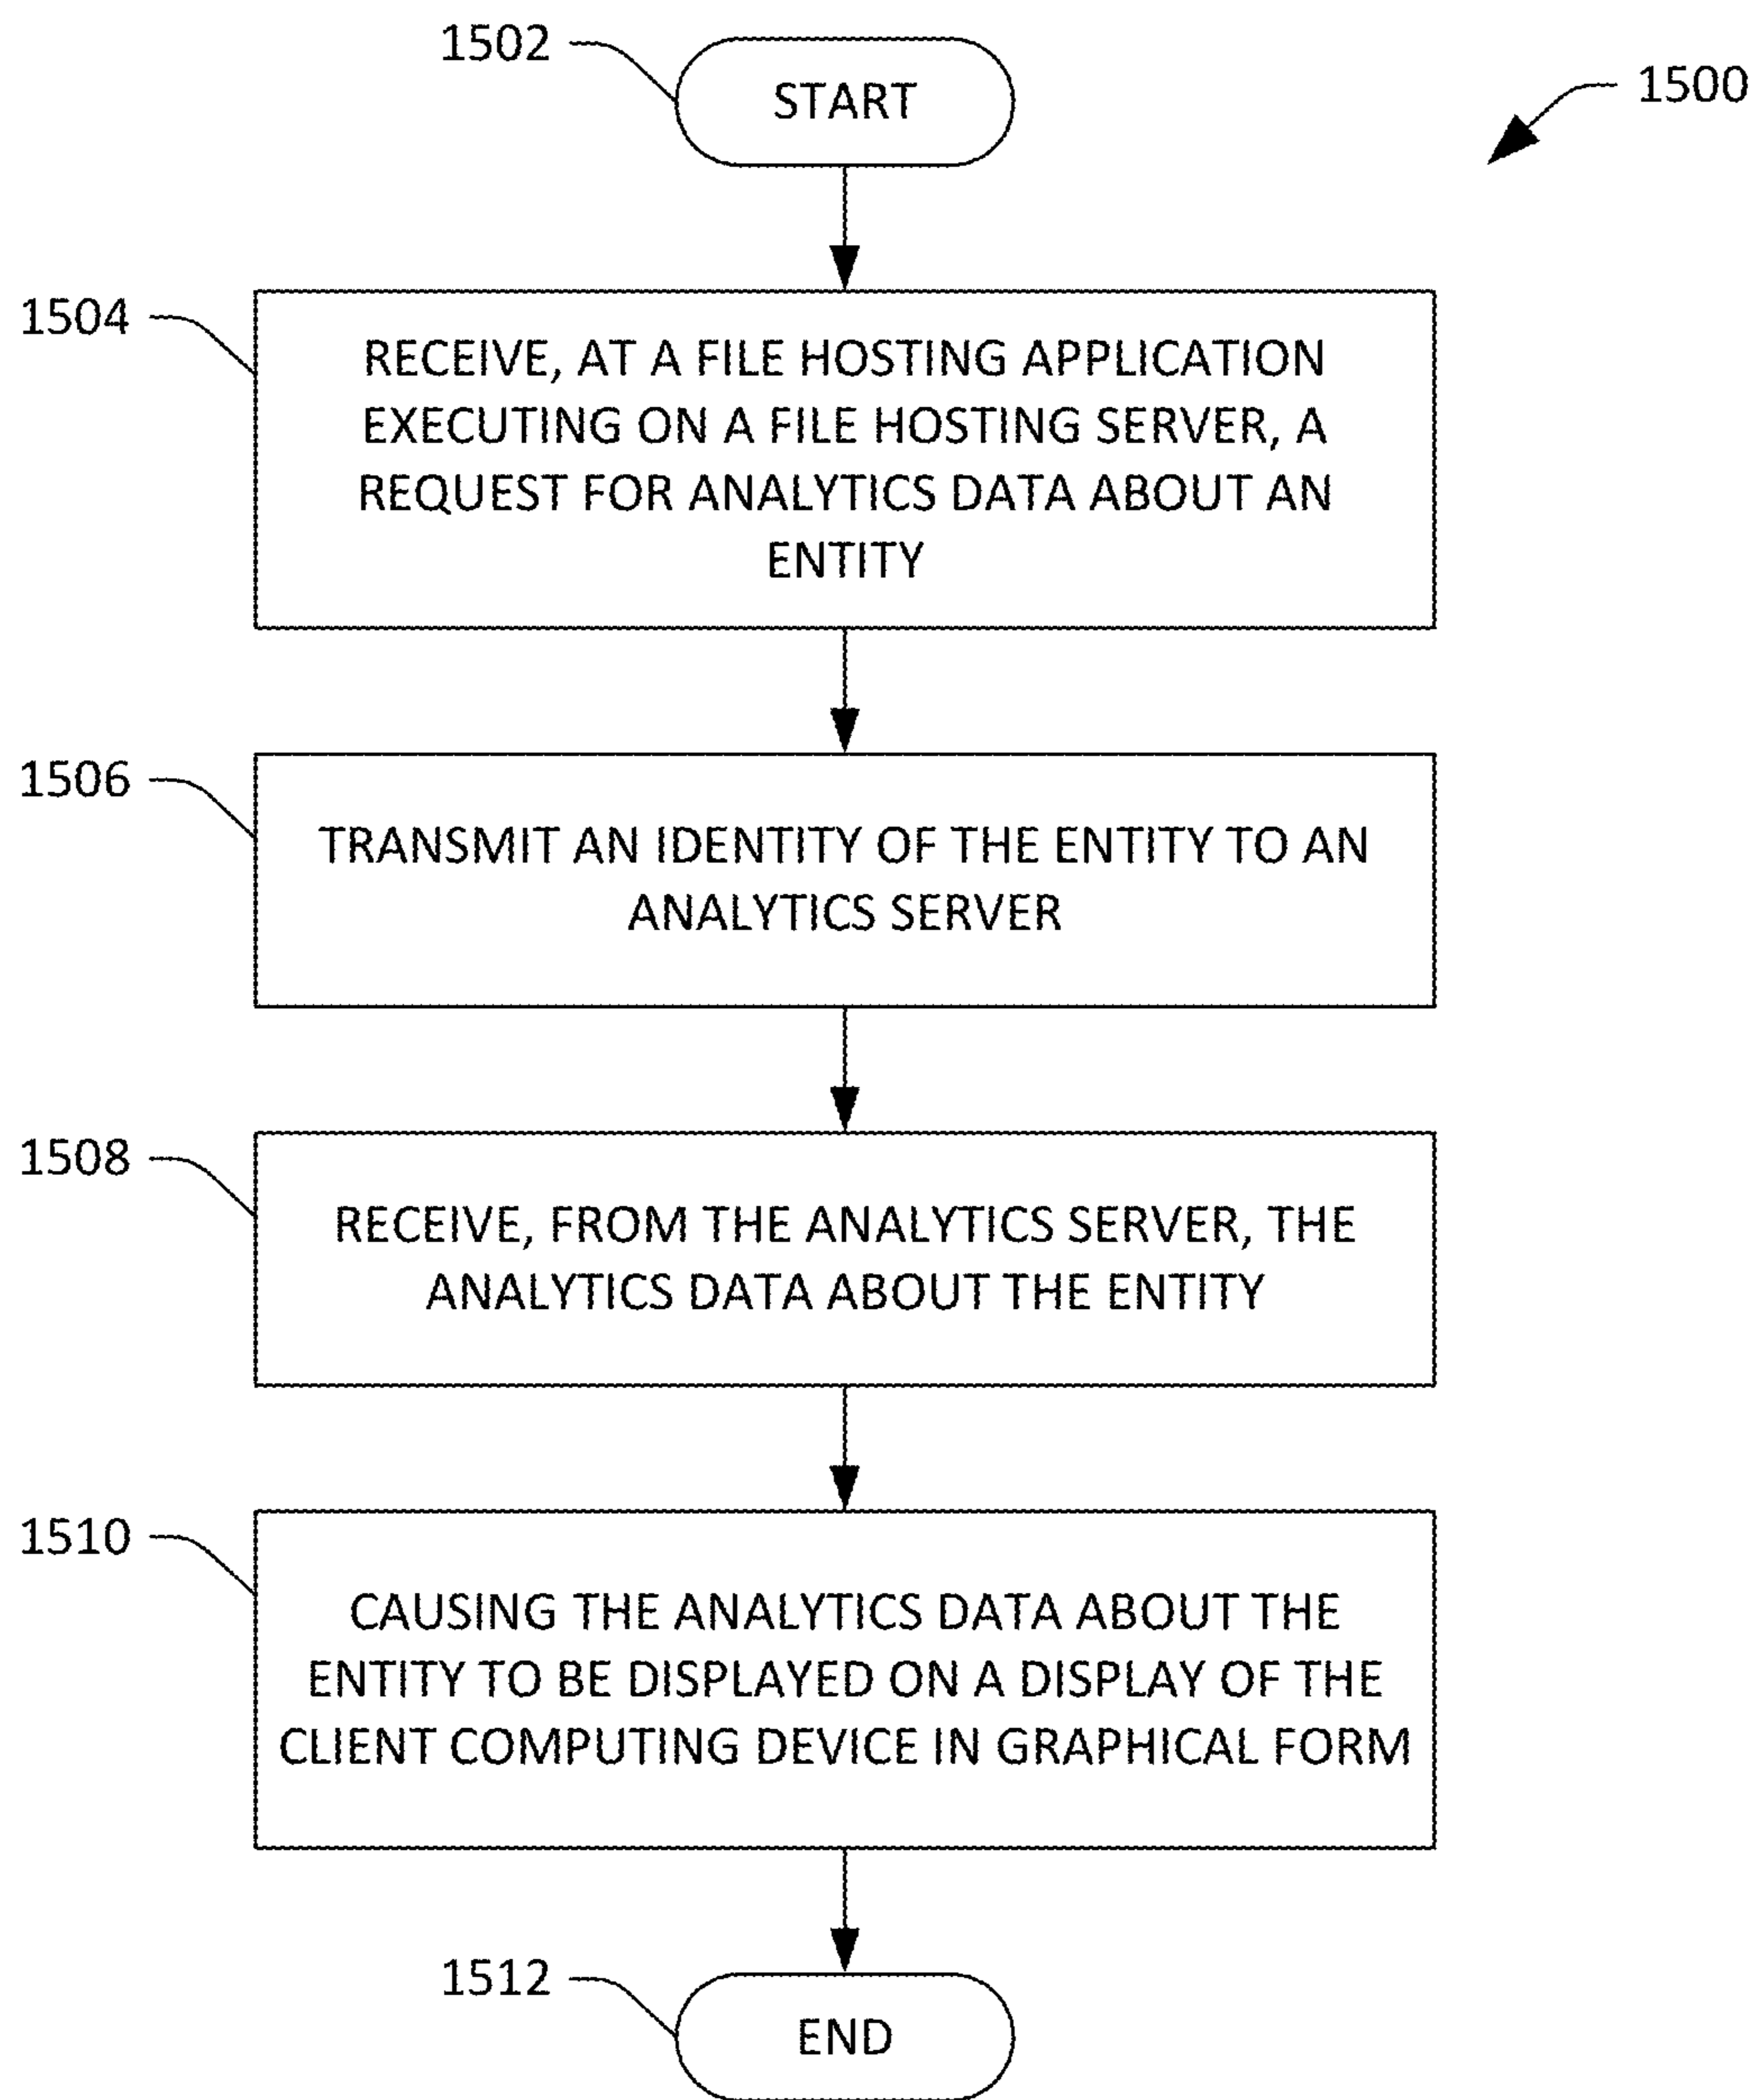 1502
START
1500
1504
RECEIVE, AT A FILE HOSTING APPLICATION
EXECUTING ON A FILE HOSTING SERVER, A
REQUEST FOR ANALYTICS DATA ABOUT AN
ENTITY
1506
TRANSMIT AN IDENTITY OF THE ENTITY TO AN
ANALYTICS SERVER
1508
RECEIVE, FROM THE ANALYTICS SERVER, THE
ANALYTICS DATA ABOUT THE ENTITY
1510
CAUSING THE ANALYTICS DATA ABOUT THE
ENTITY TO BE DISPLAYED ON A DISPLAY OF THE
CLIENT COMPUTING DEVICE IN GRAPHICAL FORM
1512
END